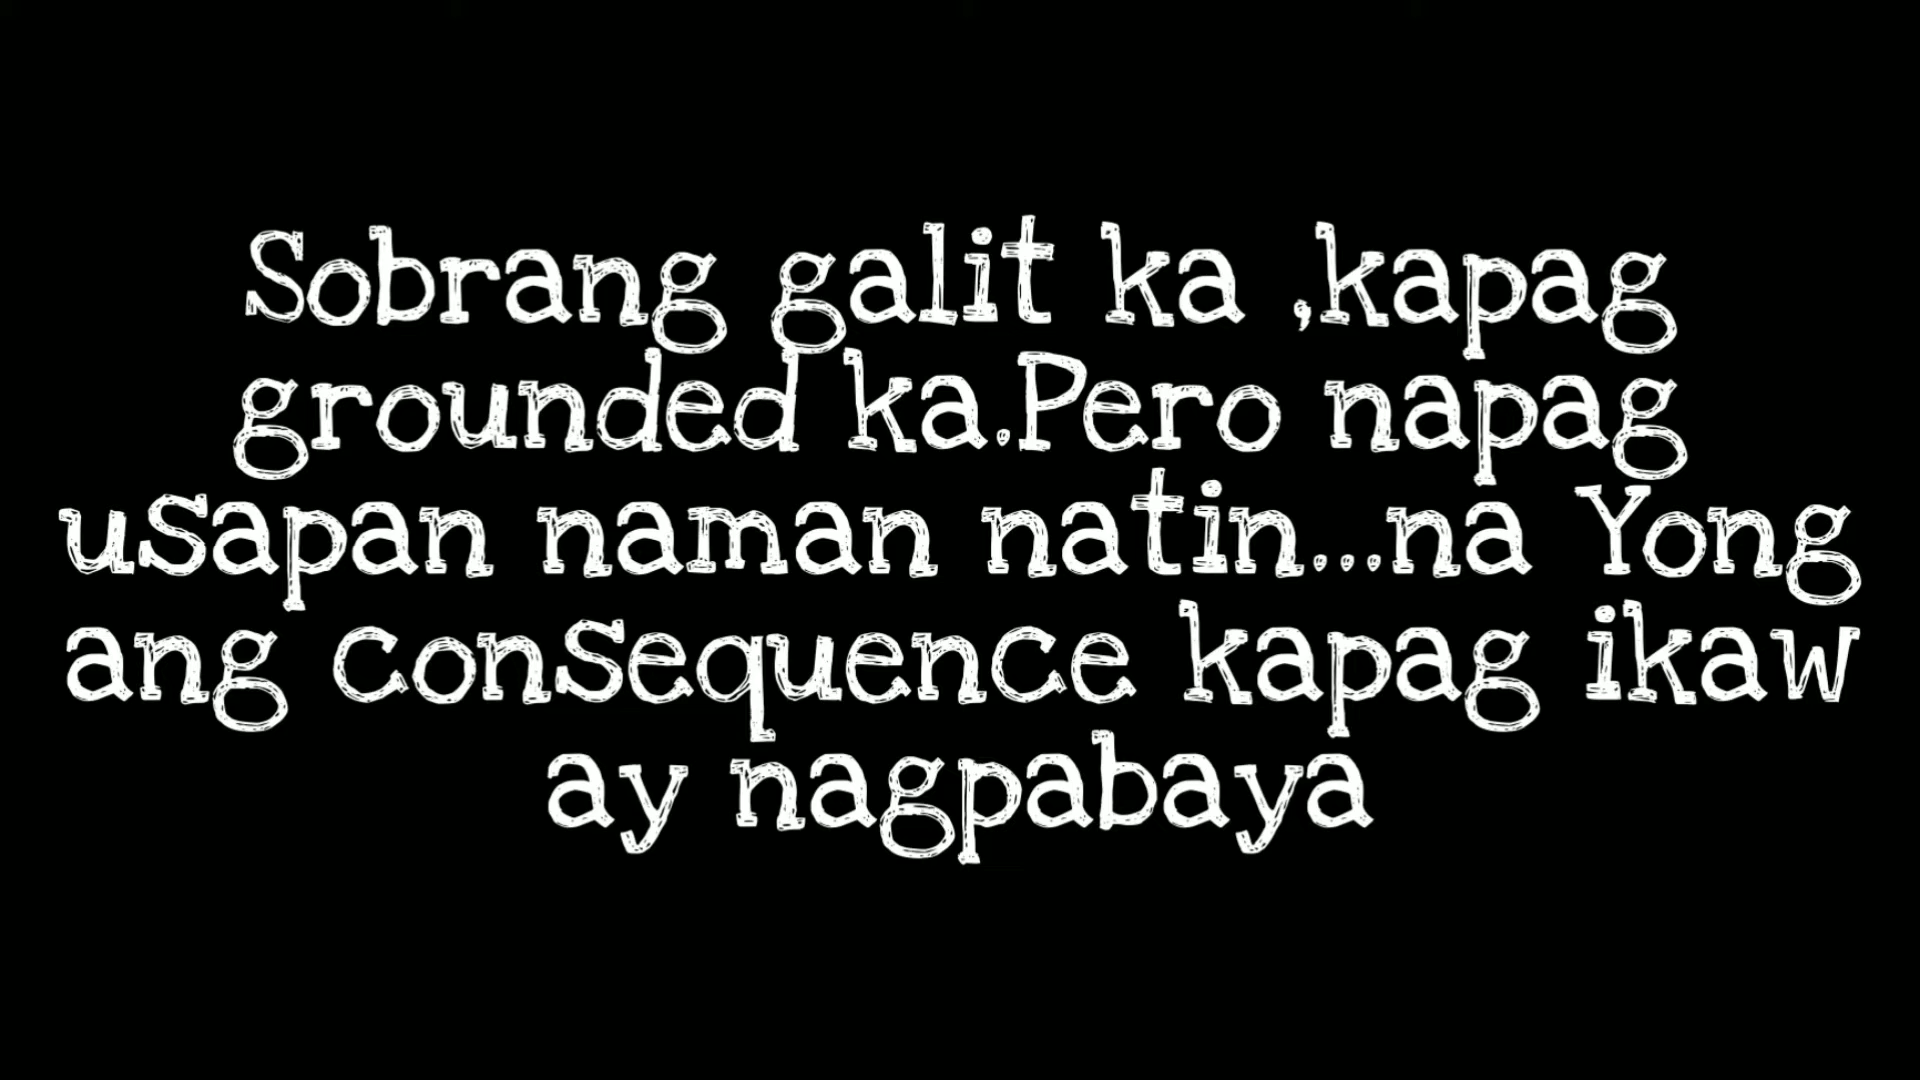 Sobrang galit ka ,kapag
grounded ka.Pero napag
usapan naman natin...na Yong
ang consequence kapag ikaw
ay nagpabaya